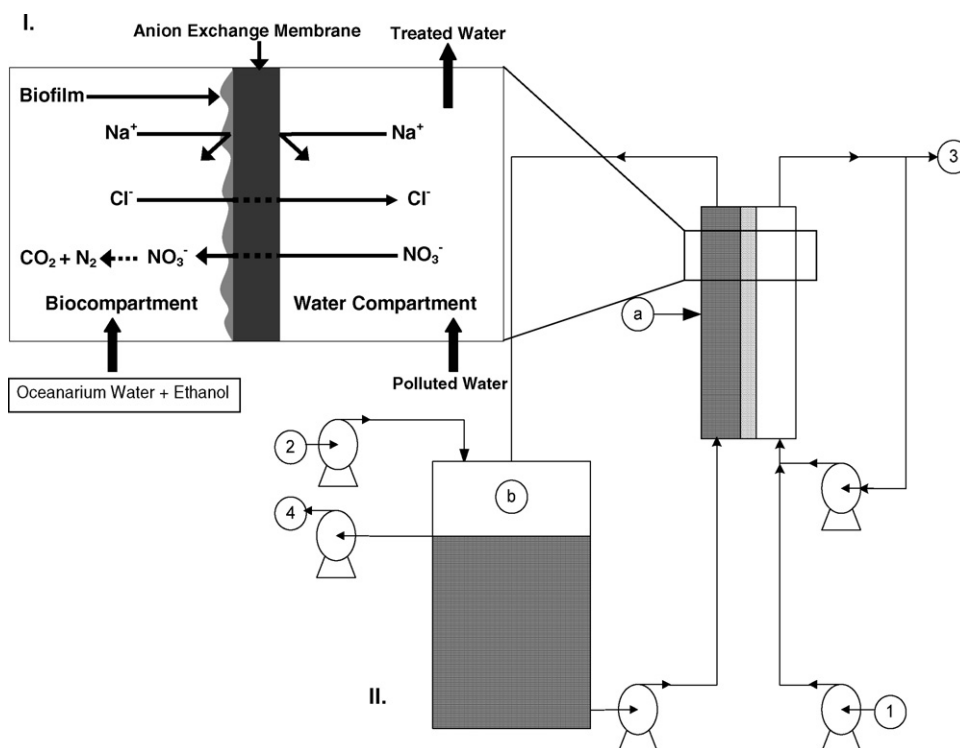 I.
Anion Exchange Membrane
Treated Water
Biofilm
Na⁺ Na⁺
Cl⁻ Cl⁻
CO₂ + N₂ NO₃⁻ NO₃⁻
Biocompartment Water Compartment
Oceanarium Water + Ethanol
Polluted Water
3
a
2
b
4
II.
1